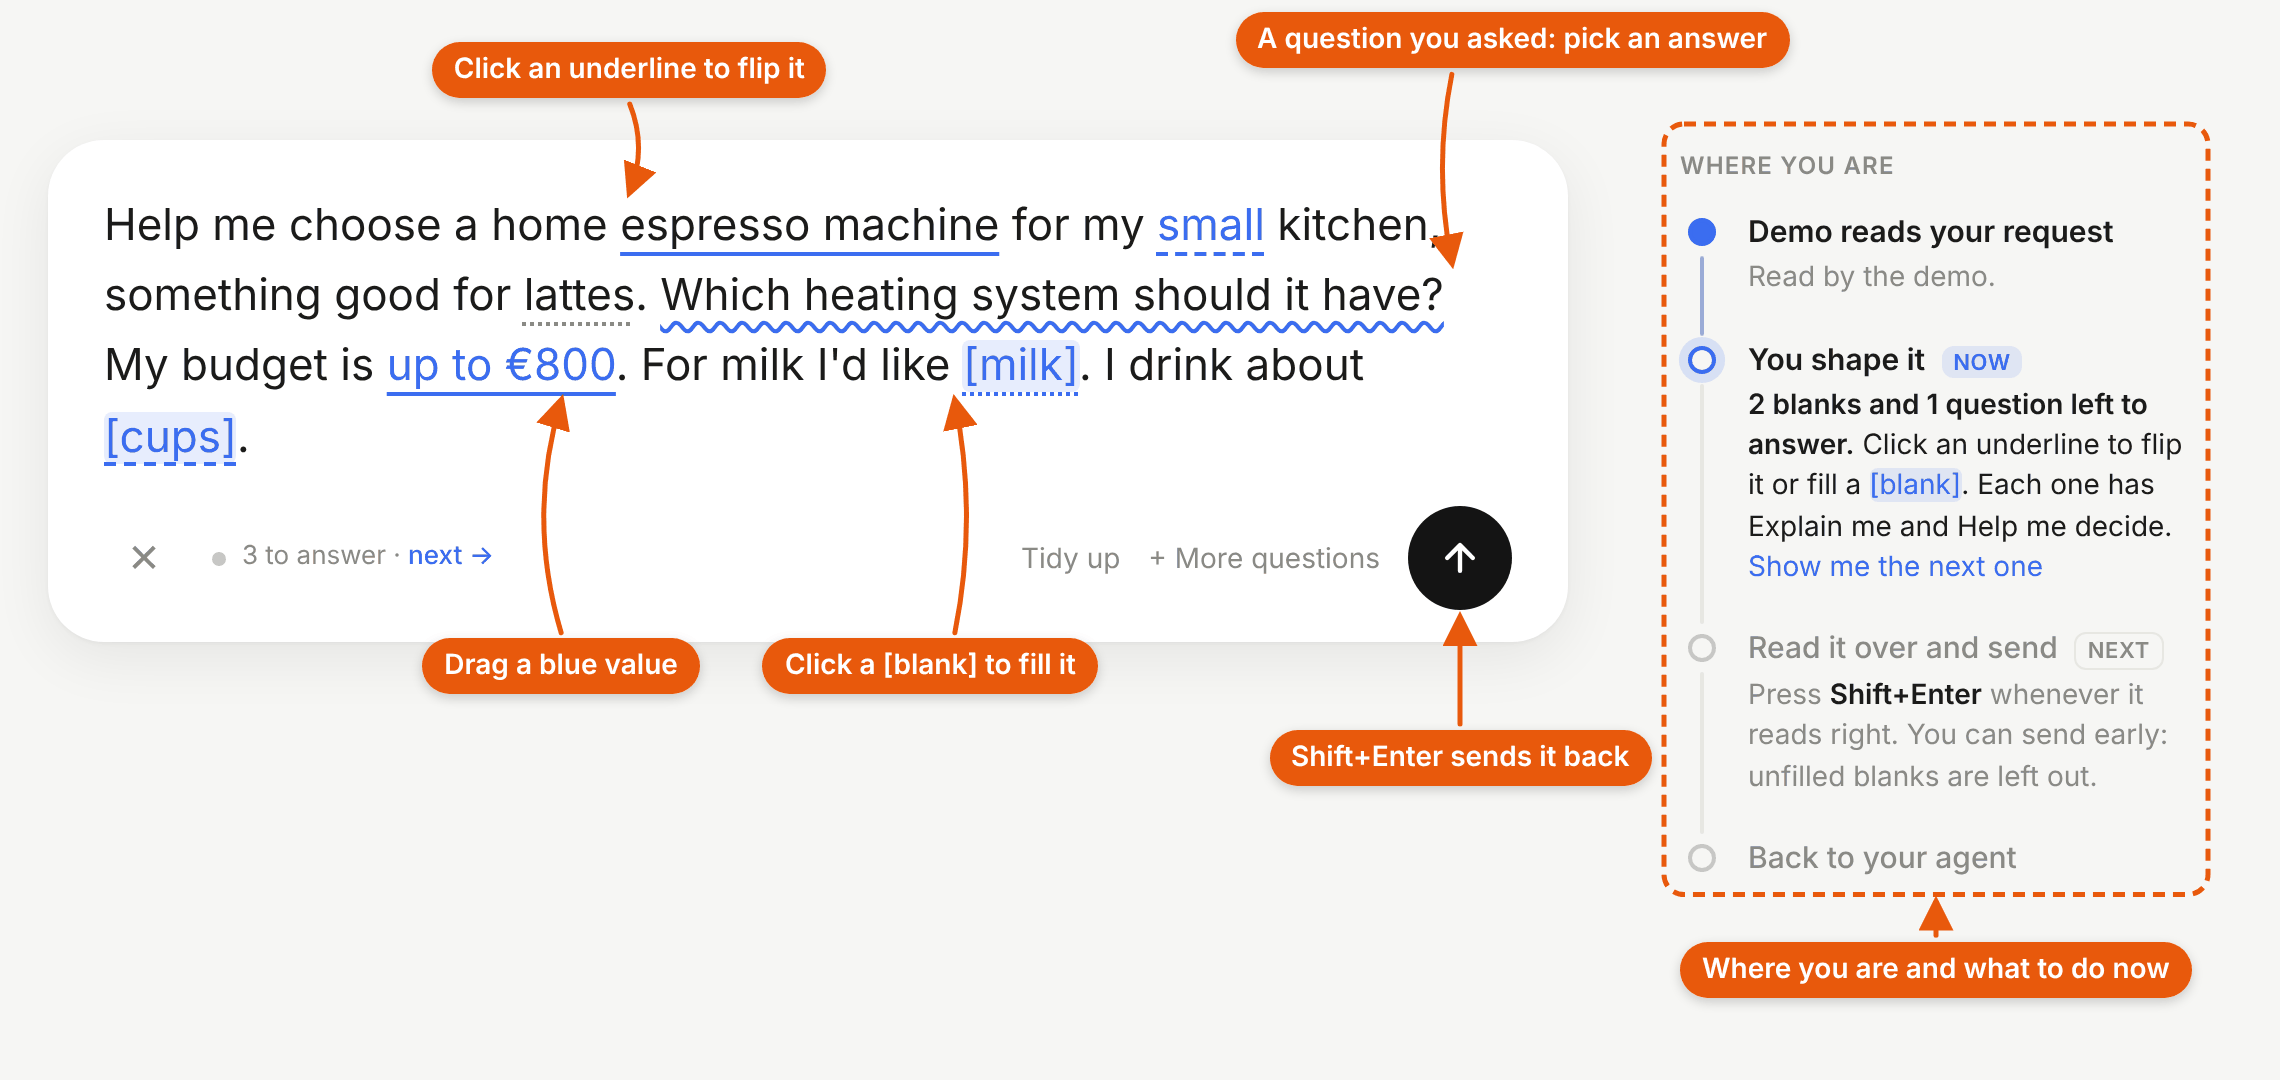 A question you asked: pick an answer
Click an underline to flip it
Help me choose a home espresso machine for my small kitchen,
something good for lattes. Which heating system should it have?
My budget is up to €800. For milk I'd like [milk]. I drink about
[cups].
3 to answer · next →
Tidy up + More questions
Drag a blue value
Click a [blank] to fill it
Shift+Enter sends it back
WHERE YOU ARE
Demo reads your request
Read by the demo.
You shape it NOW
2 blanks and 1 question left to
answer. Click an underline to flip
it or fill a [blank]. Each one has
Explain me and Help me decide.
Show me the next one
Read it over and send NEXT
Press Shift+Enter whenever it
reads right. You can send early:
unfilled blanks are left out.
Back to your agent
Where you are and what to do now